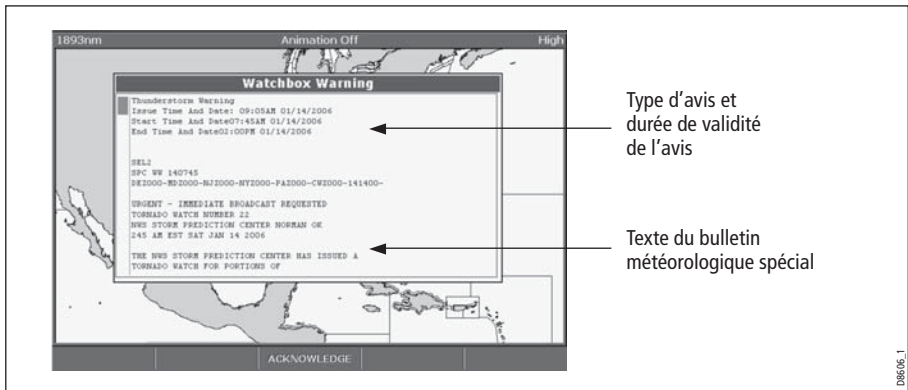 1893nm Animation Off High
Watchbox Warning
Thunderstorm Warning
Issue Time And Date: 09:05AM 01/14/2006
Start Time And Date07:45AM 01/14/2006
End Time And Date02:00PM 01/14/2006
SEL2
SPC WW 140745
DEZ000-MDZ000-NJZ000-NYZ000-PAZ000-CWZ000-141400-
URGENT - IMMEDIATE BROADCAST REQUESTED
TORNADO WATCH NUMBER 22
NWS STORM PREDICTION CENTER NORMAN OK
245 AM EST SAT JAN 14 2006
THE NWS STORM PREDICTION CENTER HAS ISSUED A
TORNADO WATCH FOR PORTIONS OF
ACKNOWLEDGE
Type d'avis et
durée de validité
de l'avis
Texte du bulletin
météorologique spécial
D8606_1